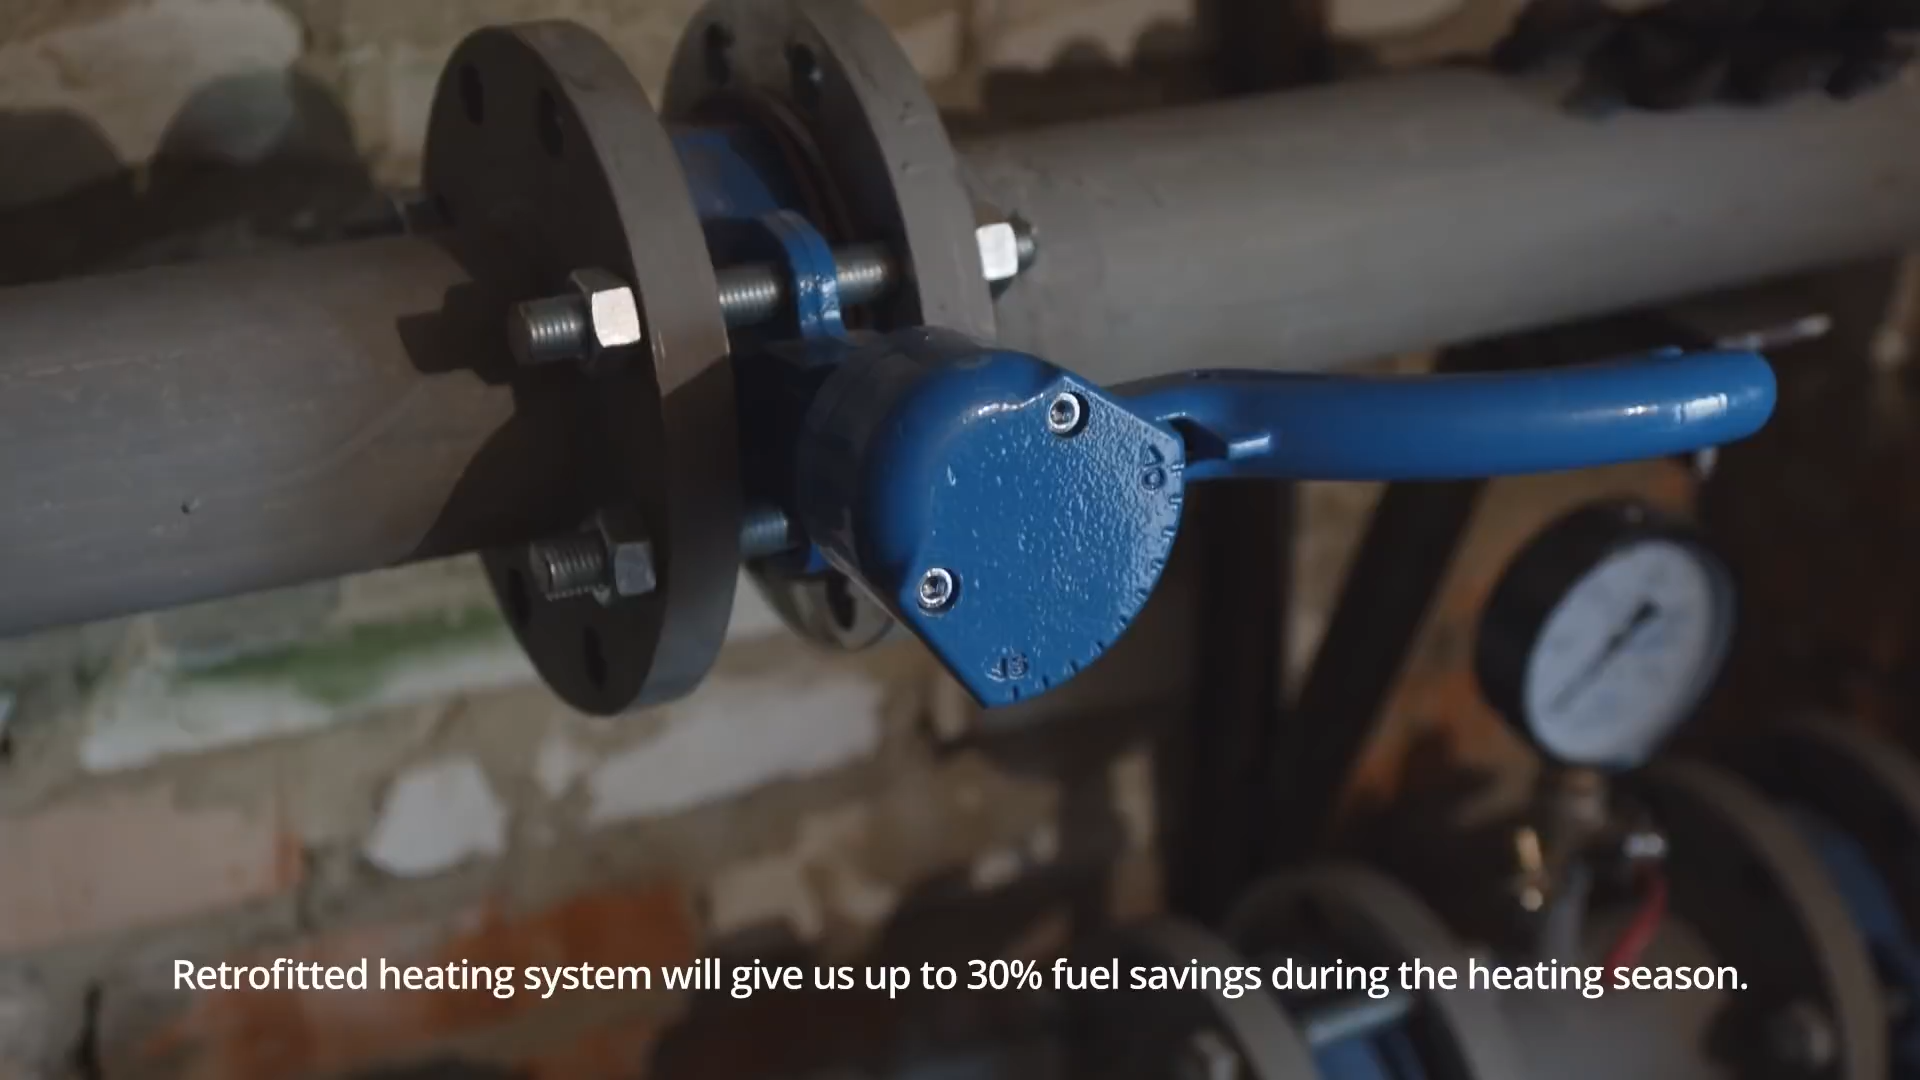 Retrofitted heating system will give us up to 30% fuel savings during the heating season.